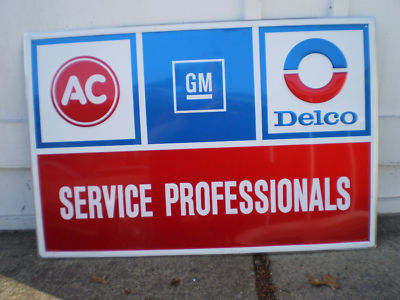 AC
GM
Delco
SERVICE PROFESSIONALS